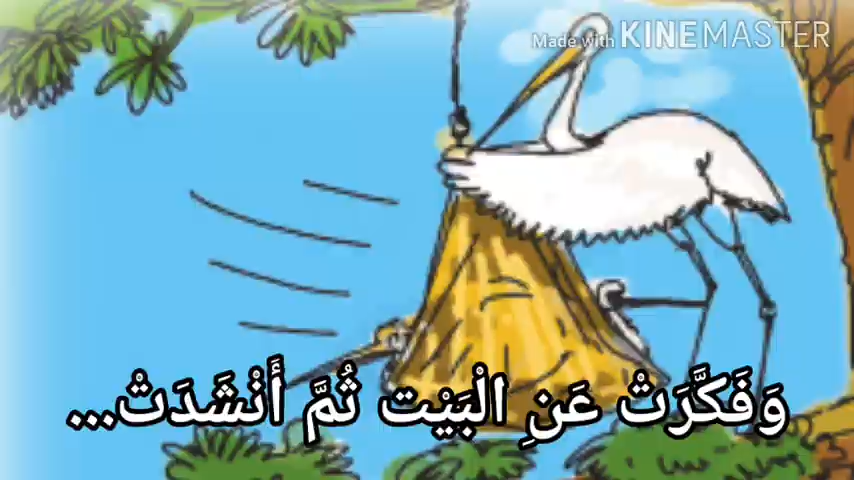 Made with KINEMASTER
وَفَكَّرَتْ عَنِ الْبَيْت ثُمَّ أَنْشَدَتْ...